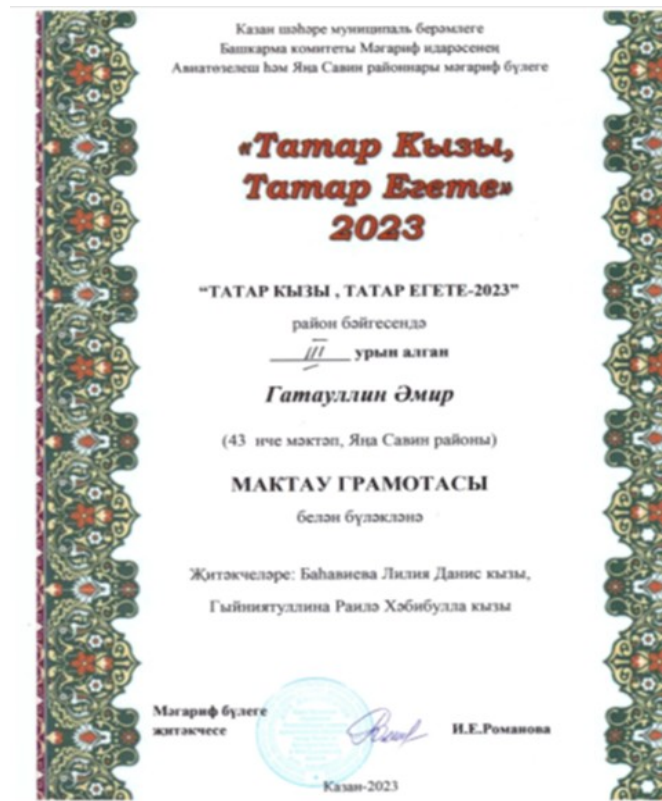 Казан шәһәре муниципаль берәмлеге
Башкарма комитеты Мәгариф идарәсенең
Авиатөзелеш һәм Яңа Савин районнары мәгариф бүлеге
«Татар Кызы,
Татар Егете»
2023
“ТАТАР КЫЗЫ , ТАТАР ЕГЕТЕ-2023”
район бәйгесендә
III урын алган
Гатауллин Әмир
(43 нче мәктәп, Яңа Савин районы)
МАКТАУ ГРАМОТАСЫ
белән бүләкләнә
Җитәкчеләре: Баһавиева Лилия Данис кызы,
Гыйниятуллина Раилә Хәбибулла кызы
Мәгариф бүлеге
җитәкчесе
И.Е.Романова
Казан-2023